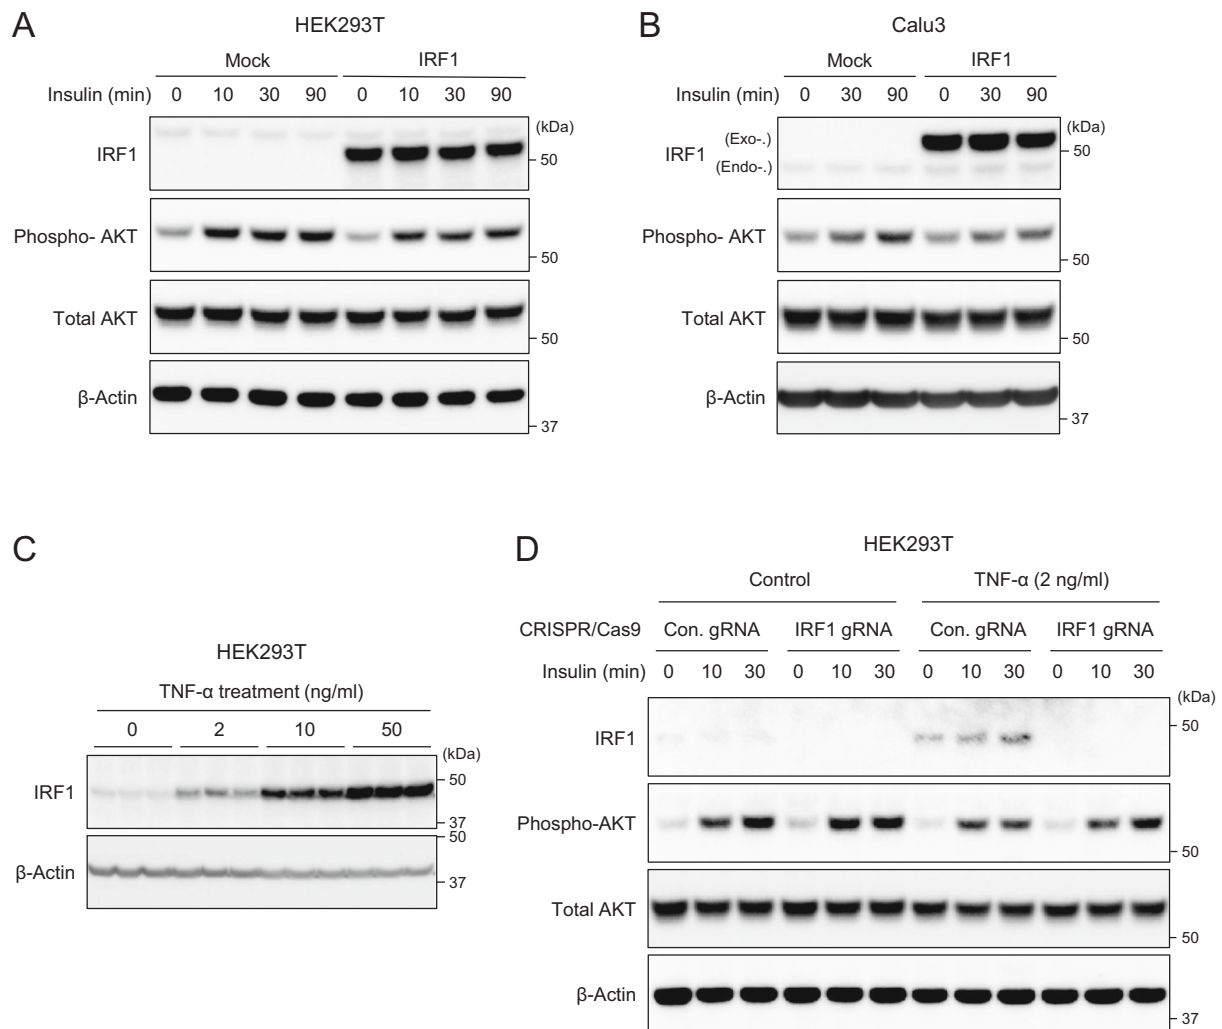 A
HEK293T
Mock IRF1
Insulin (min) 0 10 30 90 0 10 30 90
(kDa)
IRF1
50
Phospho- AKT
50
Total AKT
50
β-Actin
37
B
Calu3
Mock IRF1
Insulin (min) 0 30 90 0 30 90
(kDa)
(Exo-.)
IRF1
50
(Endo-.)
Phospho- AKT
50
Total AKT
50
β-Actin
37
C
HEK293T
TNF-α treatment (ng/ml)
0 2 10 50
(kDa)
50
IRF1
37
50
β-Actin
37
D
HEK293T
Control TNF-α (2 ng/ml)
CRISPR/Cas9 Con. gRNA IRF1 gRNA Con. gRNA IRF1 gRNA
Insulin (min) 0 10 30 0 10 30 0 10 30 0 10 30
(kDa)
50
IRF1
Phospho-AKT
50
Total AKT
50
β-Actin
37